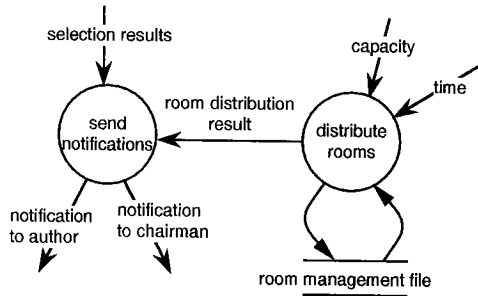 selection results
capacity
time
room distribution
result
send
notifications
distribute
rooms
notification
to author
notification
to chairman
room management file